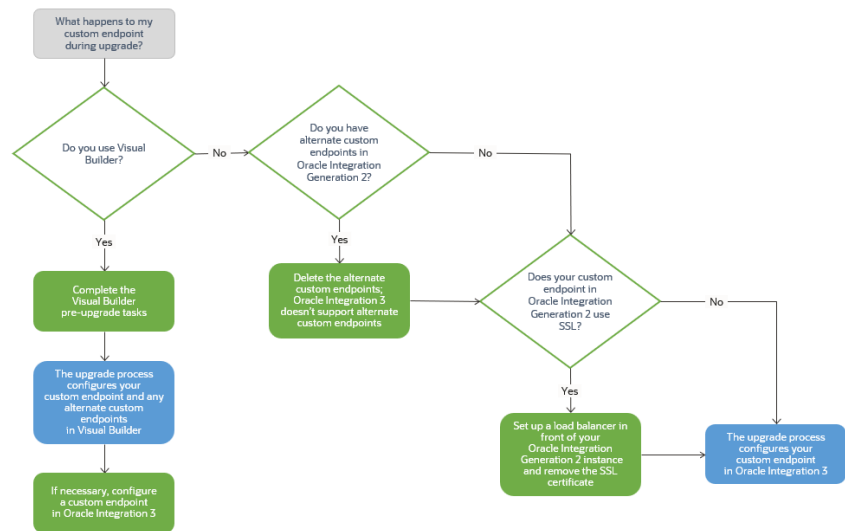 What happens to my
custom endpoint
during upgrade?
Do you use Visual
Builder?
No
Do you have
alternate custom
endpoints in
Oracle Integration
Generation 2?
No
Yes
Yes
Complete the
Visual Builder
pre-upgrade tasks
Delete the alternate
custom endpoints;
Oracle Integration 3
doesn't support alternate
custom endpoints
Does your custom
endpoint in
Oracle Integration
Generation 2 use
SSL?
No
The upgrade process
configures your
custom endpoint and any
alternate custom
endpoints
in Visual Builder
Yes
Set up a load balancer in
front of your
Oracle Integration
Generation 2 instance
and remove the SSL
certificate
The upgrade process
configures your
custom endpoint
in Oracle Integration 3
If necessary, configure
a custom endpoint
in Oracle Integration 3